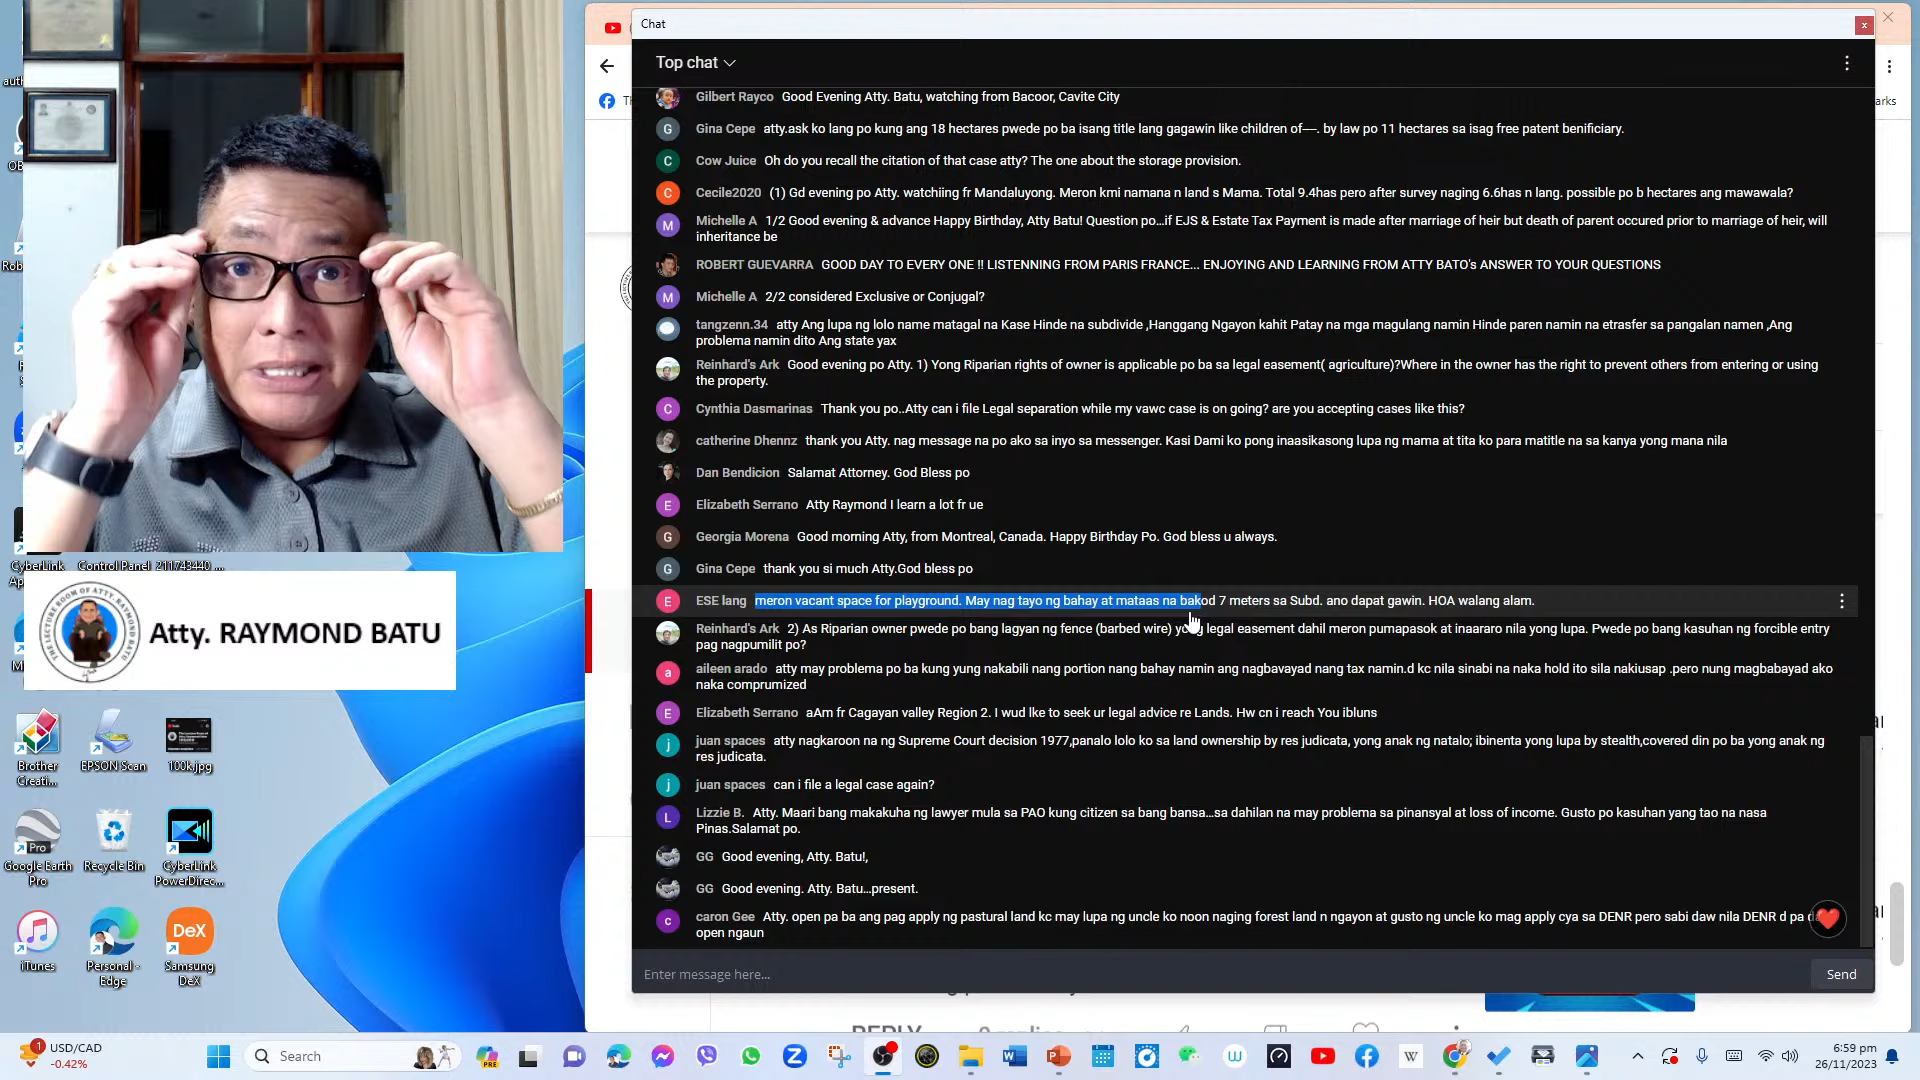 Chat
Top chat
Gilbert Rayco Good Evening Atty. Batu, watching from Bacoor, Cavite City
Gina Cepe atty.ask ko lang po kung ang 18 hectares pwede po ba isang title lang gagawin like children of—-. by law po 11 hectares sa isag free patent benificiary.
Cow Juice Oh do you recall the citation of that case atty? The one about the storage provision.
Cecile2020 (1) Gd evening po Atty. watchiing fr Mandaluyong. Meron kmi namana n land s Mama. Total 9.4has pero after survey naging 6.6has n lang. possible po b hectares ang mawawala?
Michelle A 1/2 Good evening & advance Happy Birthday, Atty Batu! Question po...if EJS & Estate Tax Payment is made after marriage of heir but death of parent occured prior to marriage of heir, will
inheritance be
ROBERT GUEVARRA GOOD DAY TO EVERY ONE !! LISTENNING FROM PARIS FRANCE... ENJOYING AND LEARNING FROM ATTY BATO's ANSWER TO YOUR QUESTIONS
Michelle A 2/2 considered Exclusive or Conjugal?
tangzenn.34 atty Ang lupa ng lolo name matagal na Kase Hinde na subdivide ,Hanggang Ngayon kahit Patay na mga magulang namin Hinde paren namin na etrasfer sa pangalan namen ,Ang
problema namin dito Ang state yax
Reinhard's Ark Good evening po Atty. 1) Yong Riparian rights of owner is applicable po ba sa legal easement( agriculture)?Where in the owner has the right to prevent others from entering or using
the property.
Cynthia Dasmarinas Thank you po..Atty can i file Legal separation while my vawc case is on going? are you accepting cases like this?
catherine Dhennz thank you Atty. nag message na po ako sa inyo sa messenger. Kasi Dami ko pong inaasikasong lupa ng mama at tita ko para matitle na sa kanya yong mana nila
Dan Bendicion Salamat Attorney. God Bless po
Elizabeth Serrano Atty Raymond I learn a lot fr ue
Georgia Morena Good morning Atty, from Montreal, Canada. Happy Birthday Po. God bless u always.
Gina Cepe thank you si much Atty.God bless po
ESE lang meron vacant space for playground. May nag tayo ng bahay at mataas na bakod 7 meters sa Subd. ano dapat gawin. HOA walang alam.
Reinhard's Ark 2) As Riparian owner pwede po bang lagyan ng fence (barbed wire) yong legal easement dahil meron pumapasok at inaararo nila yong lupa. Pwede po bang kasuhan ng forcible entry
pag nagpumilit po?
aileen arado atty may problema po ba kung yung nakabili nang portion nang bahay namin ang nagbavayad nang tax namin.d kc nila sinabi na naka hold ito sila nakiusap .pero nung magbabayad ako
naka comprumized
Elizabeth Serrano aAm fr Cagayan valley Region 2. I wud lke to seek ur legal advice re Lands. Hw cn i reach You ibluns
juan spaces atty nagkaroon na ng Supreme Court decision 1977,panalo lolo ko sa land ownership by res judicata, yong anak ng natalo; ibinenta yong lupa by stealth,covered din po ba yong anak ng
res judicata.
juan spaces can i file a legal case again?
Lizzie B. Atty. Maari bang makakuha ng lawyer mula sa PAO kung citizen sa bang bansa...sa dahilan na may problema sa pinansyal at loss of income. Gusto po kasuhan yang tao na nasa
Pinas.Salamat po.
GG Good evening, Atty. Batu!,
GG Good evening. Atty. Batu...present.
caron Gee Atty. open pa ba ang pag apply ng pastural land kc may lupa ng uncle ko noon naging forest land n ngayon at gusto ng uncle ko mag apply cya sa DENR pero sabi daw nila DENR d pa
open ngaun
Enter message here...
Send
arks
CyberLink
Control Panel
211743440 ...
THE LECTURE ROOM OF ATTY. RAYMOND BATU
Atty. RAYMOND BATU
Brother Creati...
EPSON Scan
100k.jpg
Google Earth Pro
Recycle Bin
CyberLink PowerDirec...
iTunes
Personal - Edge
Samsung DeX
DeX
REPLY
USD/CAD
-0.42%
Search
6:59 pm
26/11/2023